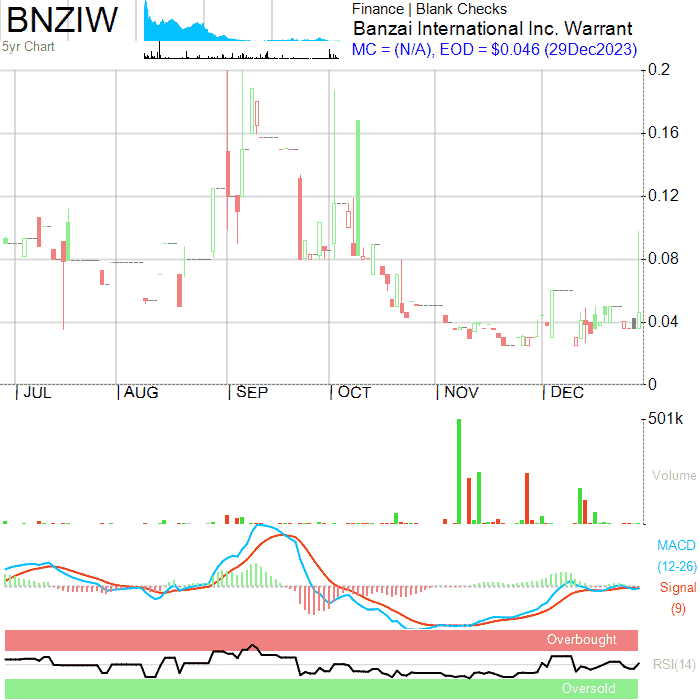 BNZIW
5yr Chart
Finance | Blank Checks
Banzai International Inc. Warrant
MC = (N/A), EOD = $0.046 (29Dec2023)
0.2
0.16
0.12
0.08
0.04
0
JUL AUG SEP OCT NOV DEC
501k
Volume
MACD
(12-26)
Signal
(9)
Overbought
RSI(14)
Oversold